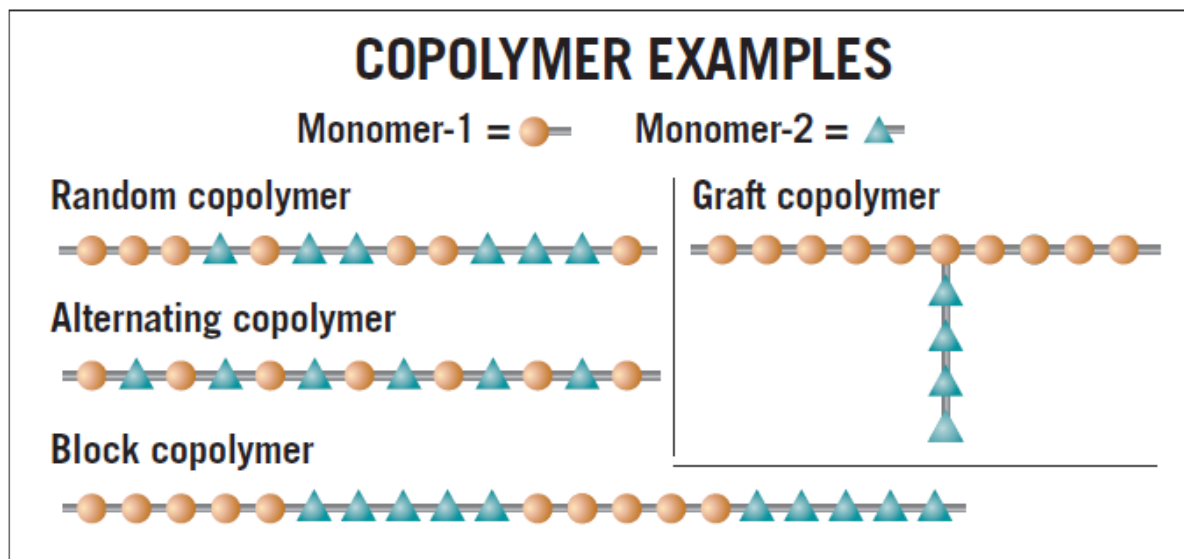 COPOLYMER EXAMPLES
Monomer-1 =
Monomer-2 =
Random copolymer
Graft copolymer
Alternating copolymer
Block copolymer